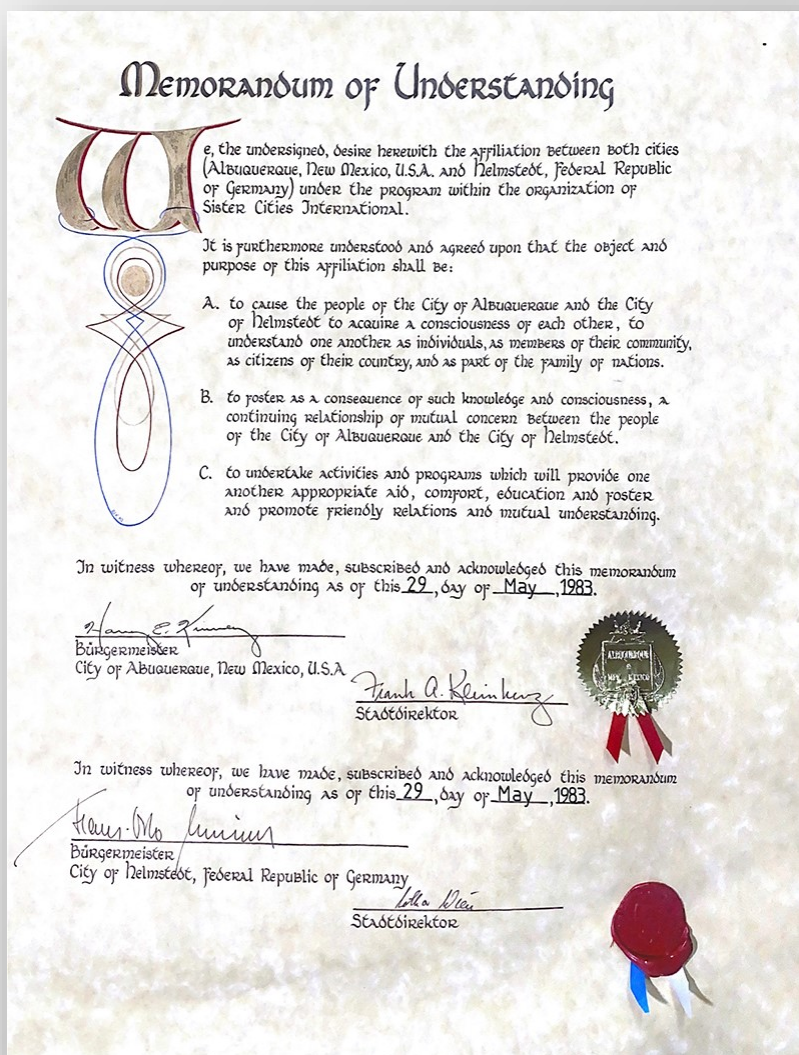 Memorandum of Understanding
We, the undersigned, desire herewith the affiliation between both cities
(Albuquerque, New Mexico, U.S.A. and Helmstedt, Federal Republic
of Germany) under the program within the organization of
Sister Cities International.
It is furthermore understood and agreed upon that the object and
purpose of this affiliation shall be:
A. to cause the people of the City of Albuquerque and the City
of Helmstedt to acquire a consciousness of each other, to
understand one another as individuals, as members of their community,
as citizens of their country, and as part of the family of nations.
B. to foster as a consequence of such knowledge and consciousness, a
continuing relationship of mutual concern between the people
of the City of Albuquerque and the City of Helmstedt.
C. to undertake activities and programs which will provide one
another appropriate aid, comfort, education and foster
and promote friendly relations and mutual understanding.
In witness whereof, we have made, subscribed and acknowledged this memorandum
of understanding as of this 29, day of May, 1983.
Harry E. Kinney
Bürgermeister
City of Abuquerque, New Mexico, U.S.A
Frank A. Kleinhenz
Stadtdirektor
In witness whereof, we have made, subscribed and acknowledged this memorandum
of understanding as of this 29, day of May, 1983.
Bürgermeister
City of Helmstedt, Federal Republic of Germany
Stadtdirektor